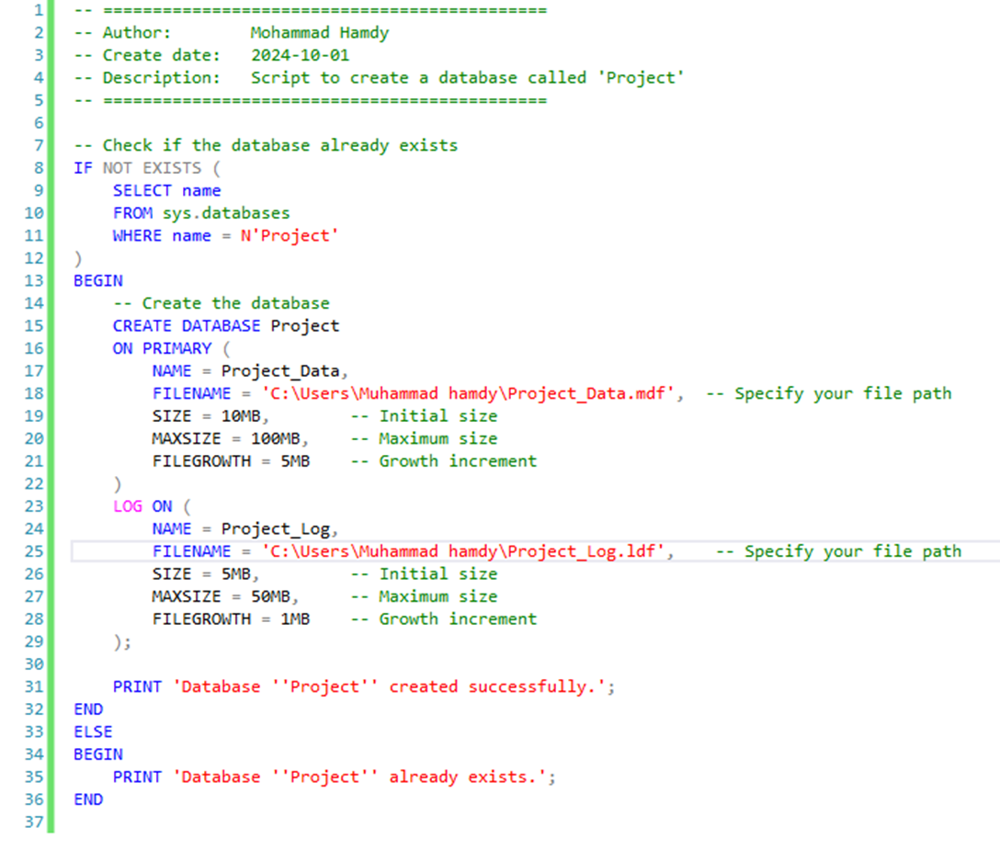 1 -- =============================================
2 -- Author:        Mohammad Hamdy
3 -- Create date:   2024-10-01
4 -- Description:   Script to create a database called 'Project'
5 -- =============================================
6
7 -- Check if the database already exists
8 IF NOT EXISTS (
9     SELECT name
10     FROM sys.databases
11     WHERE name = N'Project'
12 )
13 BEGIN
14     -- Create the database
15     CREATE DATABASE Project
16     ON PRIMARY (
17         NAME = Project_Data,
18         FILENAME = 'C:\Users\Muhammad hamdy\Project_Data.mdf',  -- Specify your file path
19         SIZE = 10MB,        -- Initial size
20         MAXSIZE = 100MB,    -- Maximum size
21         FILEGROWTH = 5MB    -- Growth increment
22     )
23     LOG ON (
24         NAME = Project_Log,
25         FILENAME = 'C:\Users\Muhammad hamdy\Project_Log.ldf',    -- Specify your file path
26         SIZE = 5MB,         -- Initial size
27         MAXSIZE = 50MB,     -- Maximum size
28         FILEGROWTH = 1MB    -- Growth increment
29     );
30
31     PRINT 'Database ''Project'' created successfully.';
32 END
33 ELSE
34 BEGIN
35     PRINT 'Database ''Project'' already exists.';
36 END
37